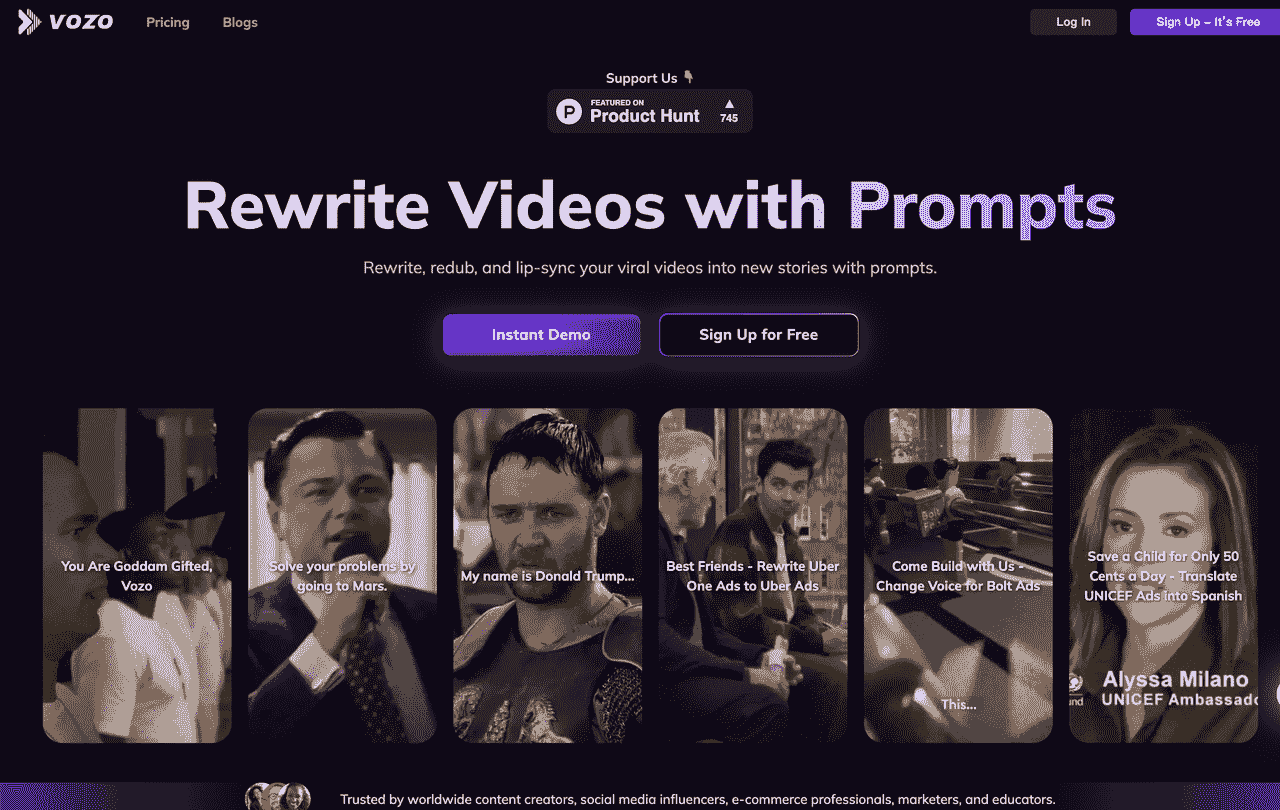 VOZO
Pricing
Blogs
Log In
Sign Up – It's Free
Support Us
FEATURED ON
Product Hunt
745
Rewrite Videos with Prompts
Rewrite, redub, and lip-sync your viral videos into new stories with prompts.
Instant Demo
Sign Up for Free
You Are Goddam Gifted,
Vozo
Solve your problems by
going to Mars.
My name is Donald Trump...
Best Friends - Rewrite Uber
One Ads to Uber Ads
Bolt
Come Build with Us -
Change Voice for Bolt Ads
This...
Save a Child for Only 50
Cents a Day - Translate
UNICEF Ads into Spanish
Alyssa Milano
UNICEF Ambassado
Trusted by worldwide content creators, social media influencers, e-commerce professionals, marketers, and educators.